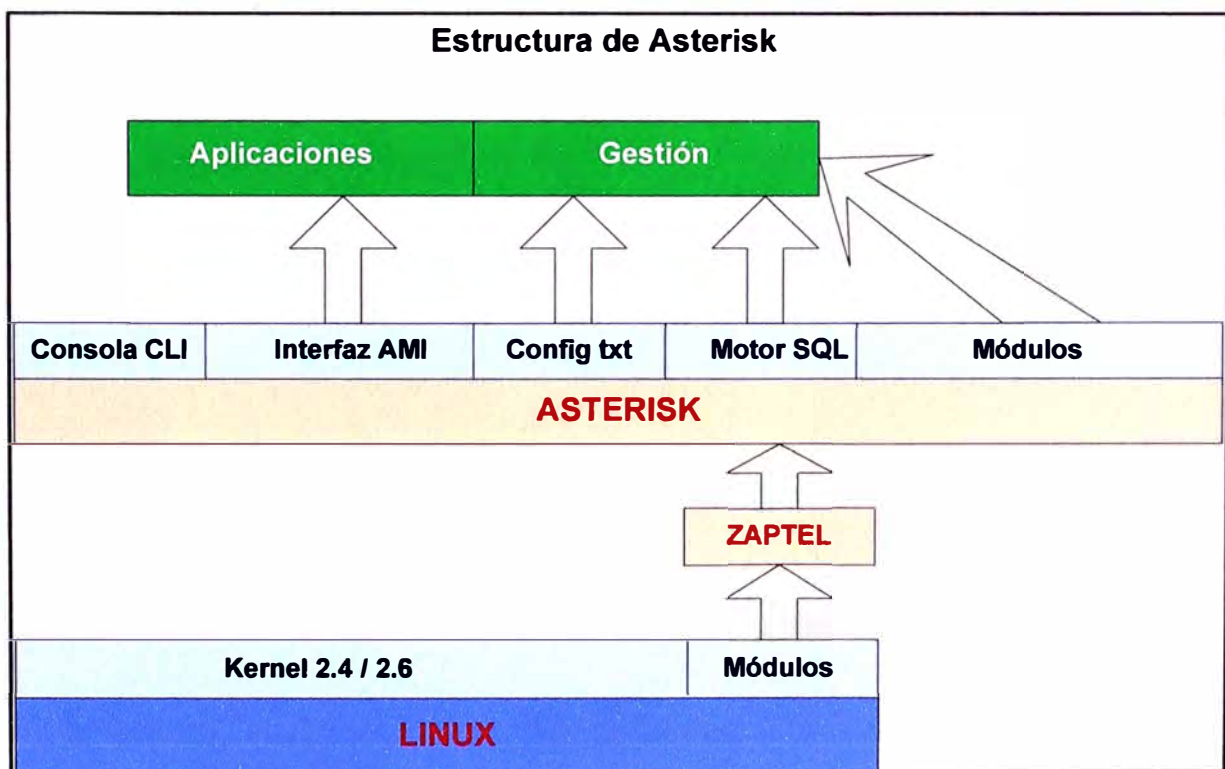 Estructura de Asterisk
Aplicaciones
Gestión
Consola CLI
Interfaz AMI
Config txt
Motor SQL
Módulos
ASTERISK
ZAPTEL
Kernel 2.4 / 2.6
Módulos
LINUX